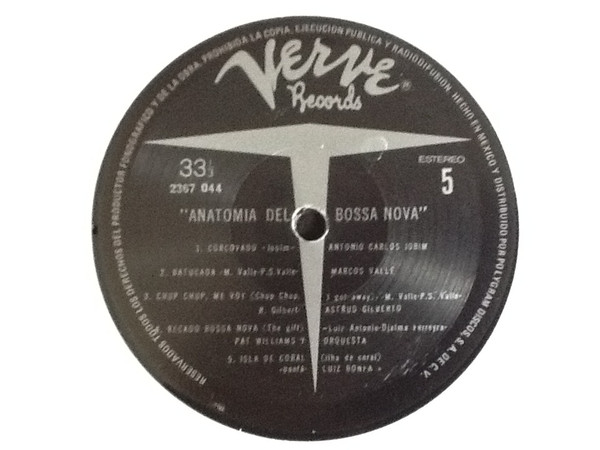 RESERVADOS TODOS LOS DERECHOS DEL PRODUCTOR FONOGRAFICO Y DE LA OBRA, PROHIBIDA LA COPIA, EJECUCION PUBLICA Y RADIODIFUSION, HECHO EN MEXICO Y DISTRIBUIDO POR POLYGRAM DISCOS, S. A. DE C. V.
VERVE ®
Records
33⅓
2367 044
ESTEREO
5
"ANATOMIA DEL BOSSA NOVA"
1. CORCOVADO -Jobim- ANTONIO CARLOS JOBIM
2. BATUCADA -M. Valle-P.S. Valle- MARCOS VALLE
3. CHUP CHUP, ME VOY (Chup Chup, I got away) -M. Valle-P.S. Valle-
R. Gilbert- ASTRUD GILBERTO
4. RECADO BOSSA NOVA (The gift) -Luiz Antonio-Djalma Ferreyra-
PAT WILLIAMS Y ORQUESTA
5. ISLA DE CORAL (Ilha de coral)
-Bonfá- LUIZ BONFA